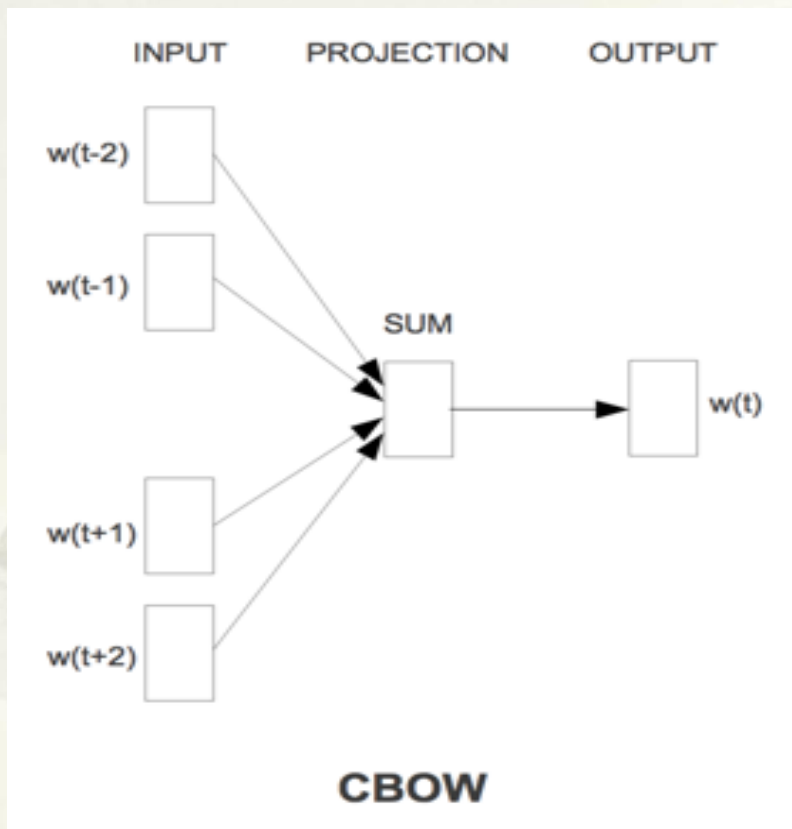 INPUT PROJECTION OUTPUT
w(t-2)
w(t-1)
SUM
w(t)
w(t+1)
w(t+2)
CBOW